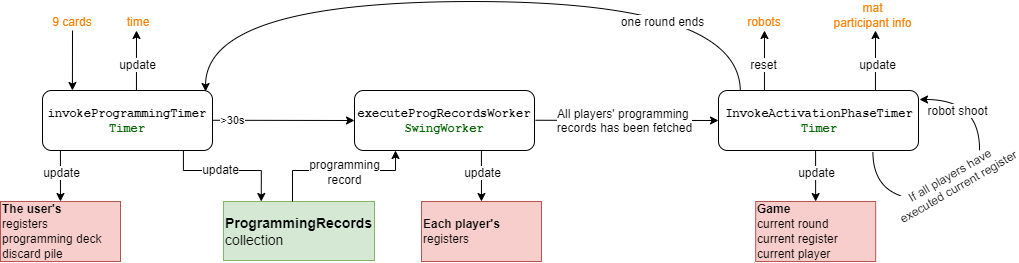 9 cards
time
one round ends
robots
mat
participant info
update
reset
update
invokeProgrammingTimer
Timer
>30s
executeProgRecordsWorker
SwingWorker
All players' programming
records has been fetched
InvokeActivationPhaseTimer
Timer
robot shoot
If all players have
executed current register
update
update
programming
record
update
update
The user's
registers
programming deck
discard pile
ProgrammingRecords
collection
Each player's
registers
Game
current round
current register
current player